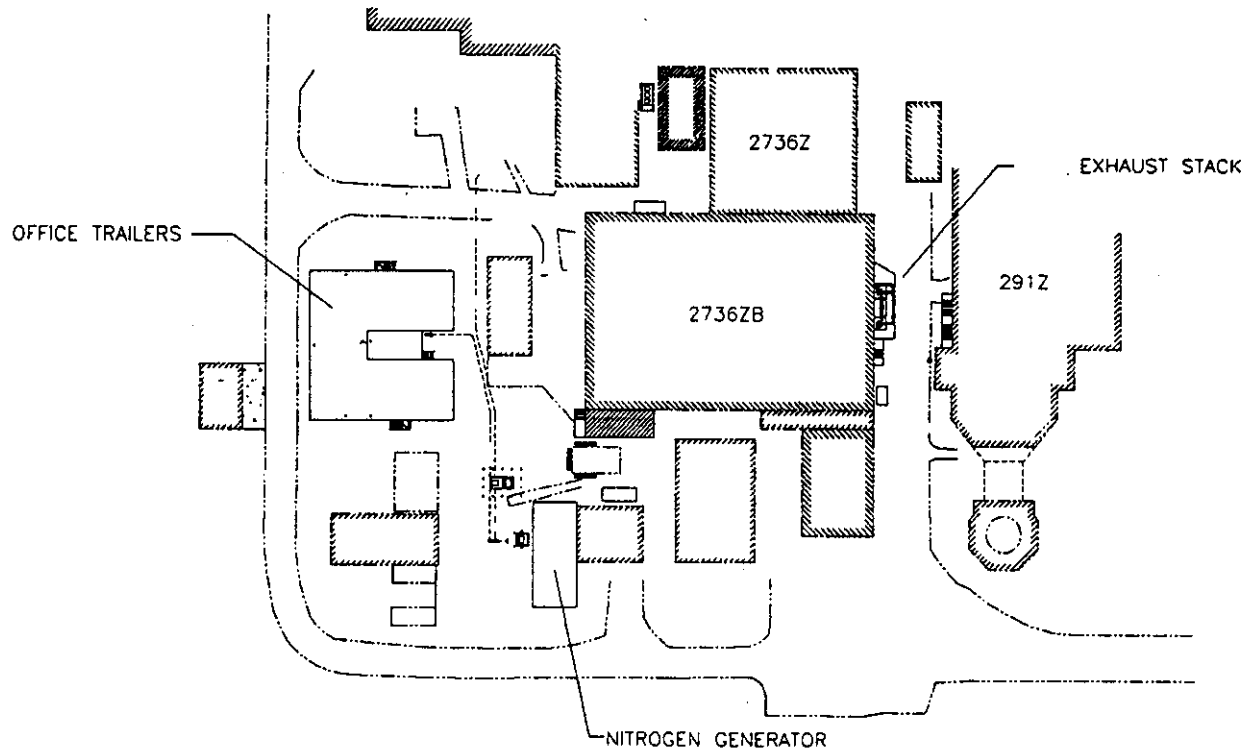 2736Z
EXHAUST STACK
OFFICE TRAILERS
291Z
2736ZB
NITROGEN GENERATOR